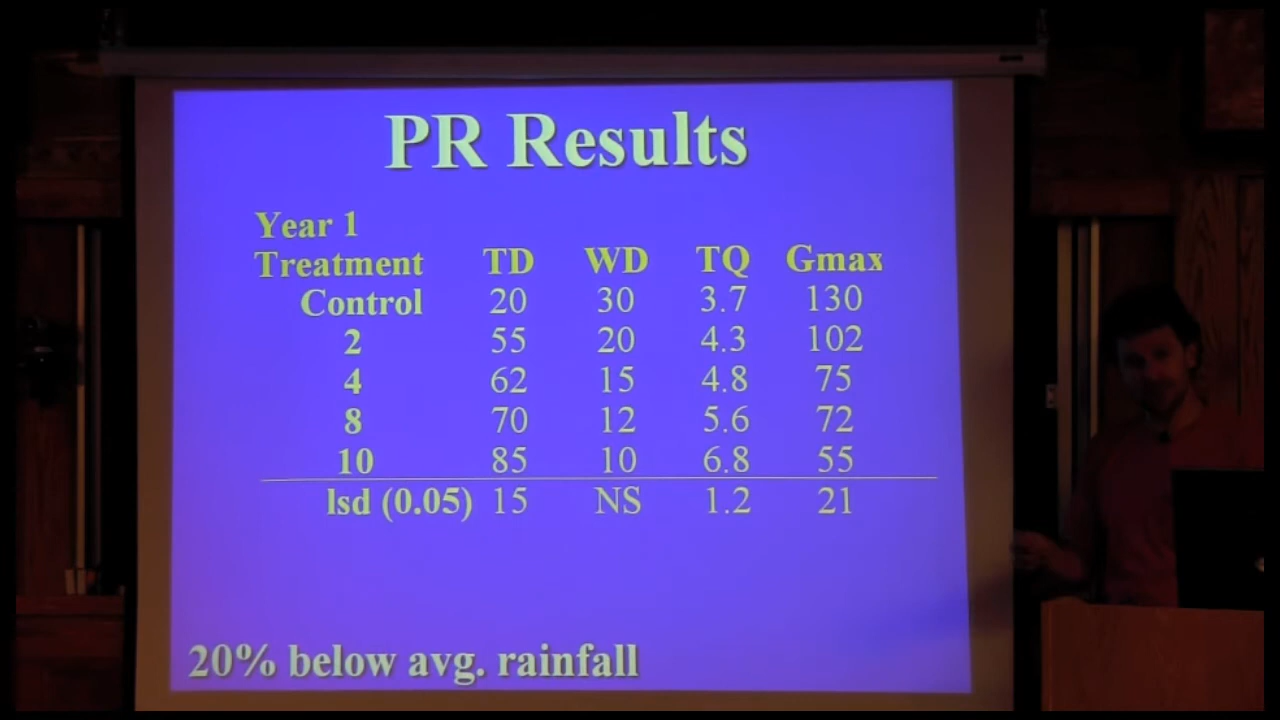 PR Results
Year 1
Treatment TD WD TQ Gmax
Control 20 30 3.7 130
2 55 20 4.3 102
4 62 15 4.8 75
8 70 12 5.6 72
10 85 10 6.8 55
lsd (0.05) 15 NS 1.2 21
20% below avg. rainfall